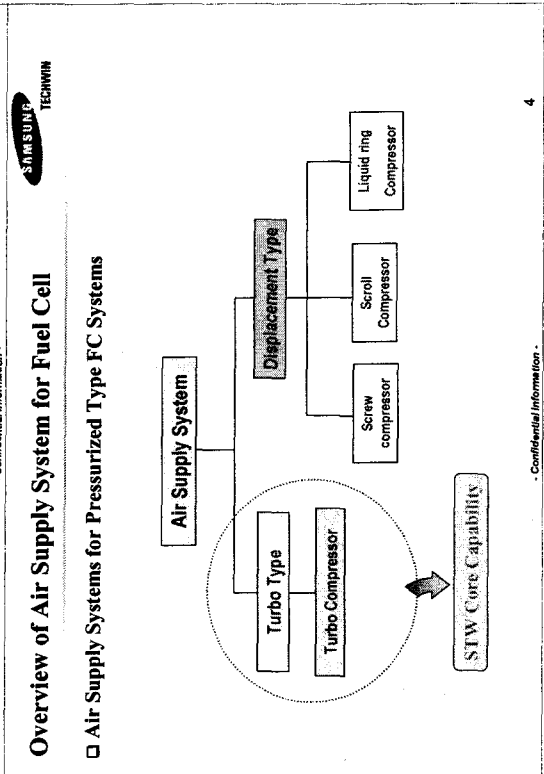 Overview of Air Supply System for Fuel Cell
SAMSUNG
TECHWIN
❑ Air Supply Systems for Pressurized Type FC Systems
Air Supply System
Turbo Type
Displacement Type
Turbo Compressor
Screw
compressor
Scroll
Compressor
Liquid ring
Compressor
STW Core Capability
- Confidential Information -
4